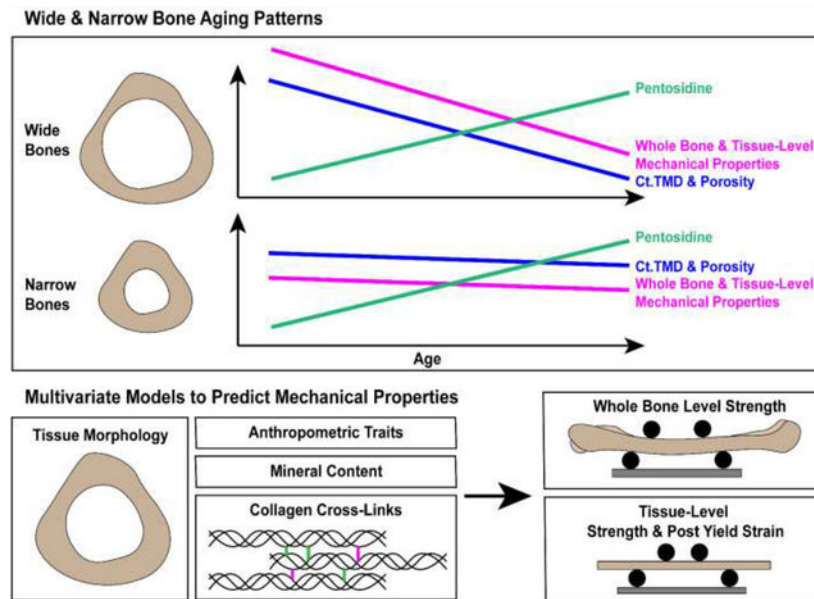 Wide & Narrow Bone Aging Patterns
Wide
Bones
Pentosidine
Whole Bone & Tissue-Level
Mechanical Properties
Ct.TMD & Porosity
Narrow
Bones
Pentosidine
Ct.TMD & Porosity
Whole Bone & Tissue-Level
Mechanical Properties
Age
Multivariate Models to Predict Mechanical Properties
Tissue Morphology
Anthropometric Traits
Mineral Content
Collagen Cross-Links
Whole Bone Level Strength
Tissue-Level
Strength & Post Yield Strain